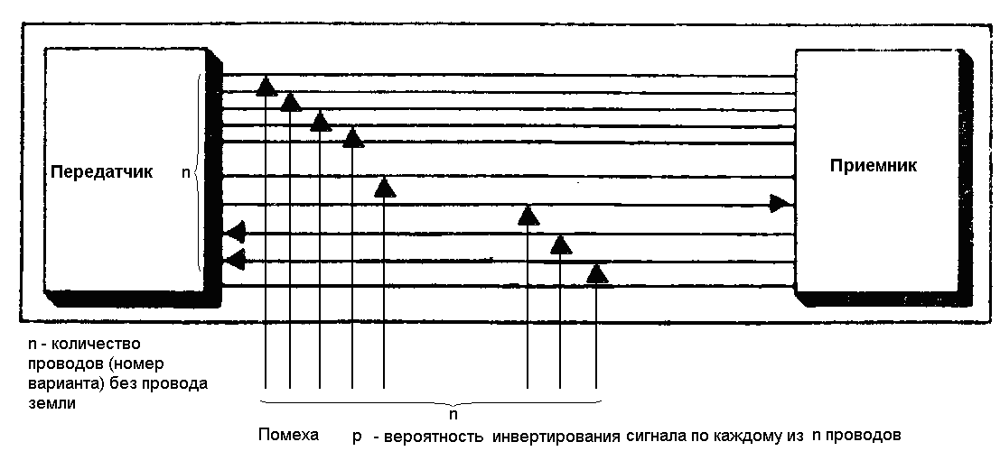 Передатчик
n
Приемник
n - количество
проводов (номер
варианта) без провода
земли
n
Помеха p - вероятность инвертирования сигнала по каждому из n проводов